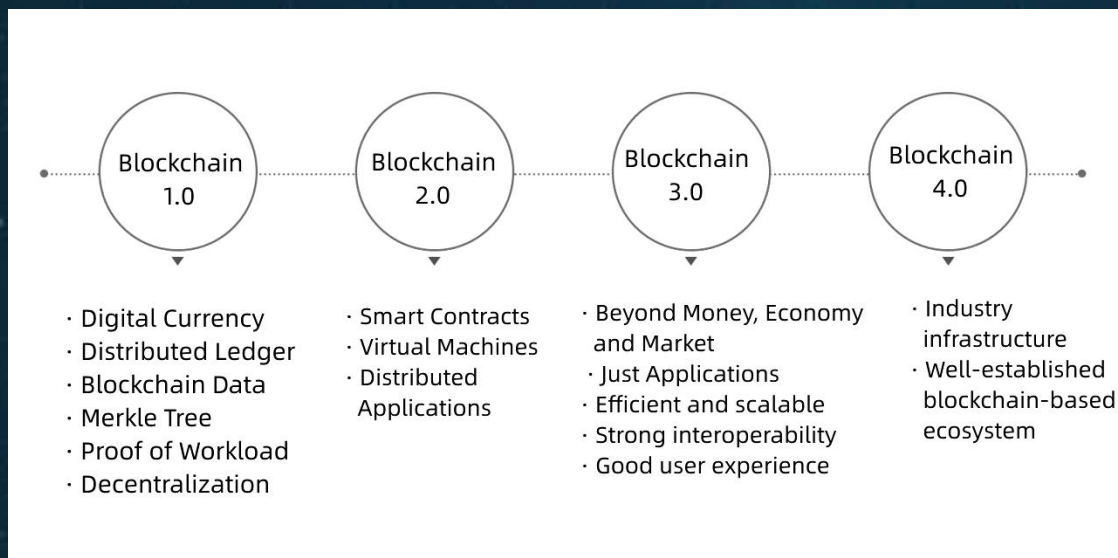 Blockchain
1.0
Blockchain
2.0
Blockchain
3.0
Blockchain
4.0
· Digital Currency
· Distributed Ledger
· Blockchain Data
· Merkle Tree
· Proof of Workload
· Decentralization
· Smart Contracts
· Virtual Machines
· Distributed
Applications
· Beyond Money, Economy
and Market
· Just Applications
· Efficient and scalable
· Strong interoperability
· Good user experience
· Industry
infrastructure
· Well-established
blockchain-based
ecosystem